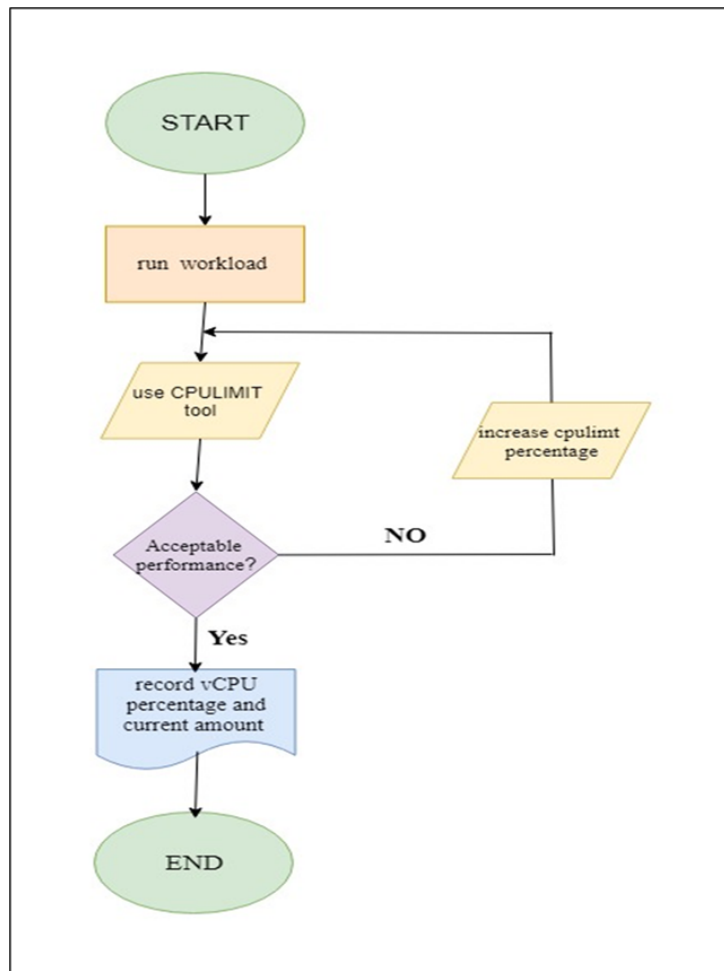 START
run workload
use CPULIMIT
tool
increase cpulimt
percentage
Acceptable
performance?
NO
Yes
record vCPU
percentage and
current amount
END